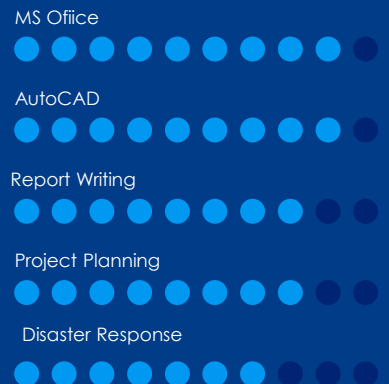 MS Ofiice
AutoCAD
Report Writing
Project Planning
Disaster Response